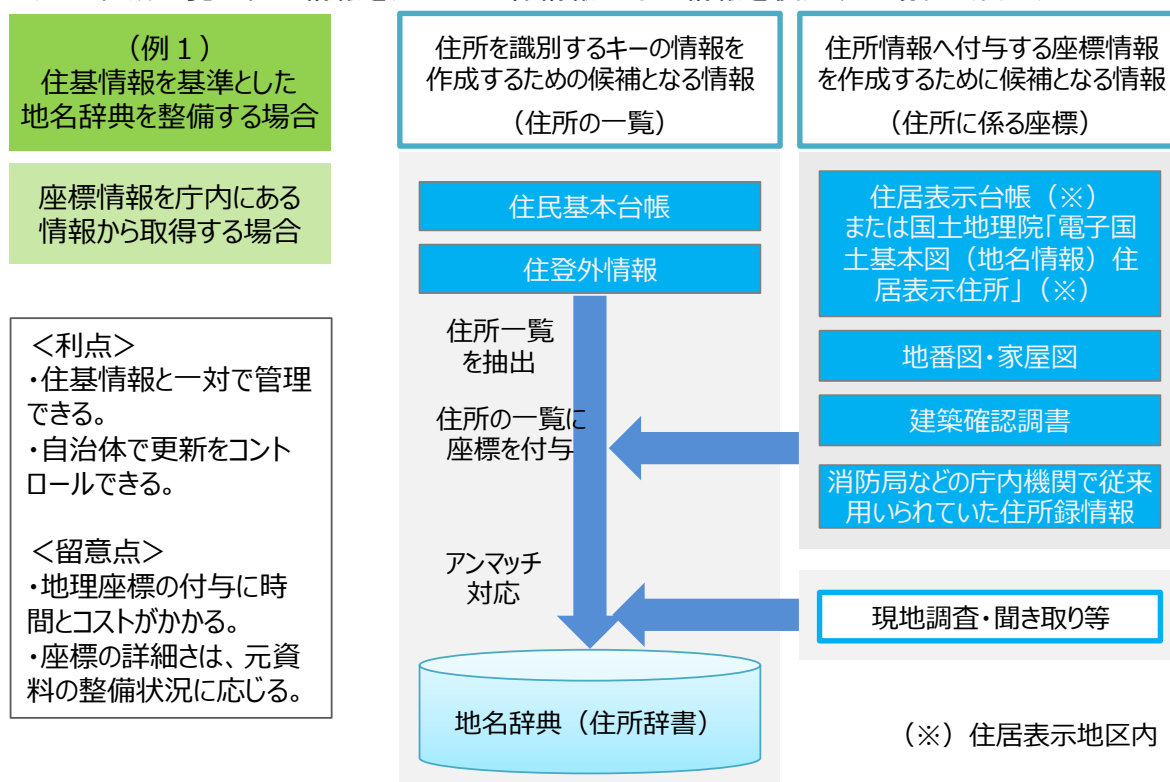 （例１）
住基情報を基準とした
地名辞典を整備する場合
座標情報を庁内にある
情報から取得する場合
＜利点＞
・住基情報と一対で管理
できる。
・自治体で更新をコント
ロールできる。
＜留意点＞
・地理座標の付与に時
間とコストがかかる。
・座標の詳細さは、元資
料の整備状況に応じる。
住所を識別するキーの情報を
作成するための候補となる情報
（住所の一覧）
住民基本台帳
住登外情報
住所一覧
を抽出
住所の一覧に
座標を付与
アンマッチ
対応
地名辞典（住所辞書）
住所情報へ付与する座標情報
を作成するために候補となる情報
（住所に係る座標）
住居表示台帳（※）
または国土地理院「電子国
土基本図（地名情報）住
居表示住所」（※）
地番図・家屋図
建築確認調書
消防局などの庁内機関で従来
用いられていた住所録情報
現地調査・聞き取り等
（※）住居表示地区内